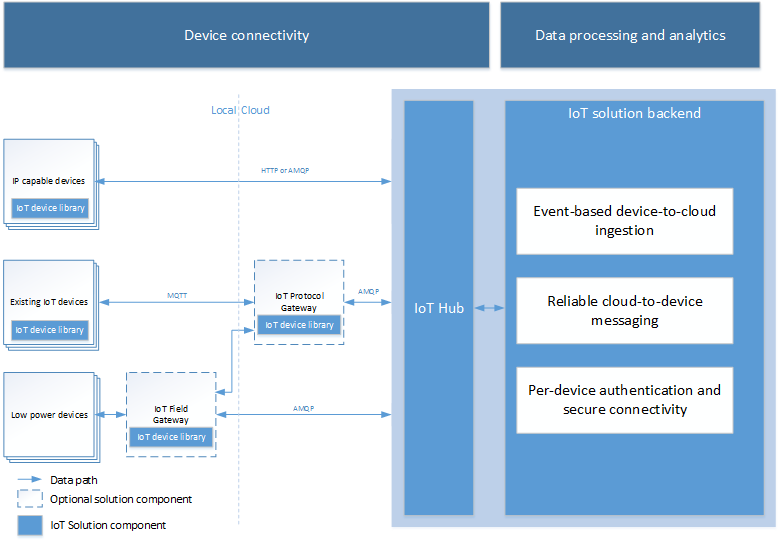 Device connectivity
Data processing and analytics
Local Cloud
IoT solution backend
IP capable devices
IoT device library
HTTP or AMQP
Event-based device-to-cloud
ingestion
Existing IoT devices
IoT device library
MQTT
IoT Protocol
Gateway
IoT device library
AMQP
IoT Hub
Reliable cloud-to-device
messaging
Low power devices
IoT Field
Gateway
IoT device library
AMQP
Per-device authentication and
secure connectivity
Data path
Optional solution component
IoT Solution component